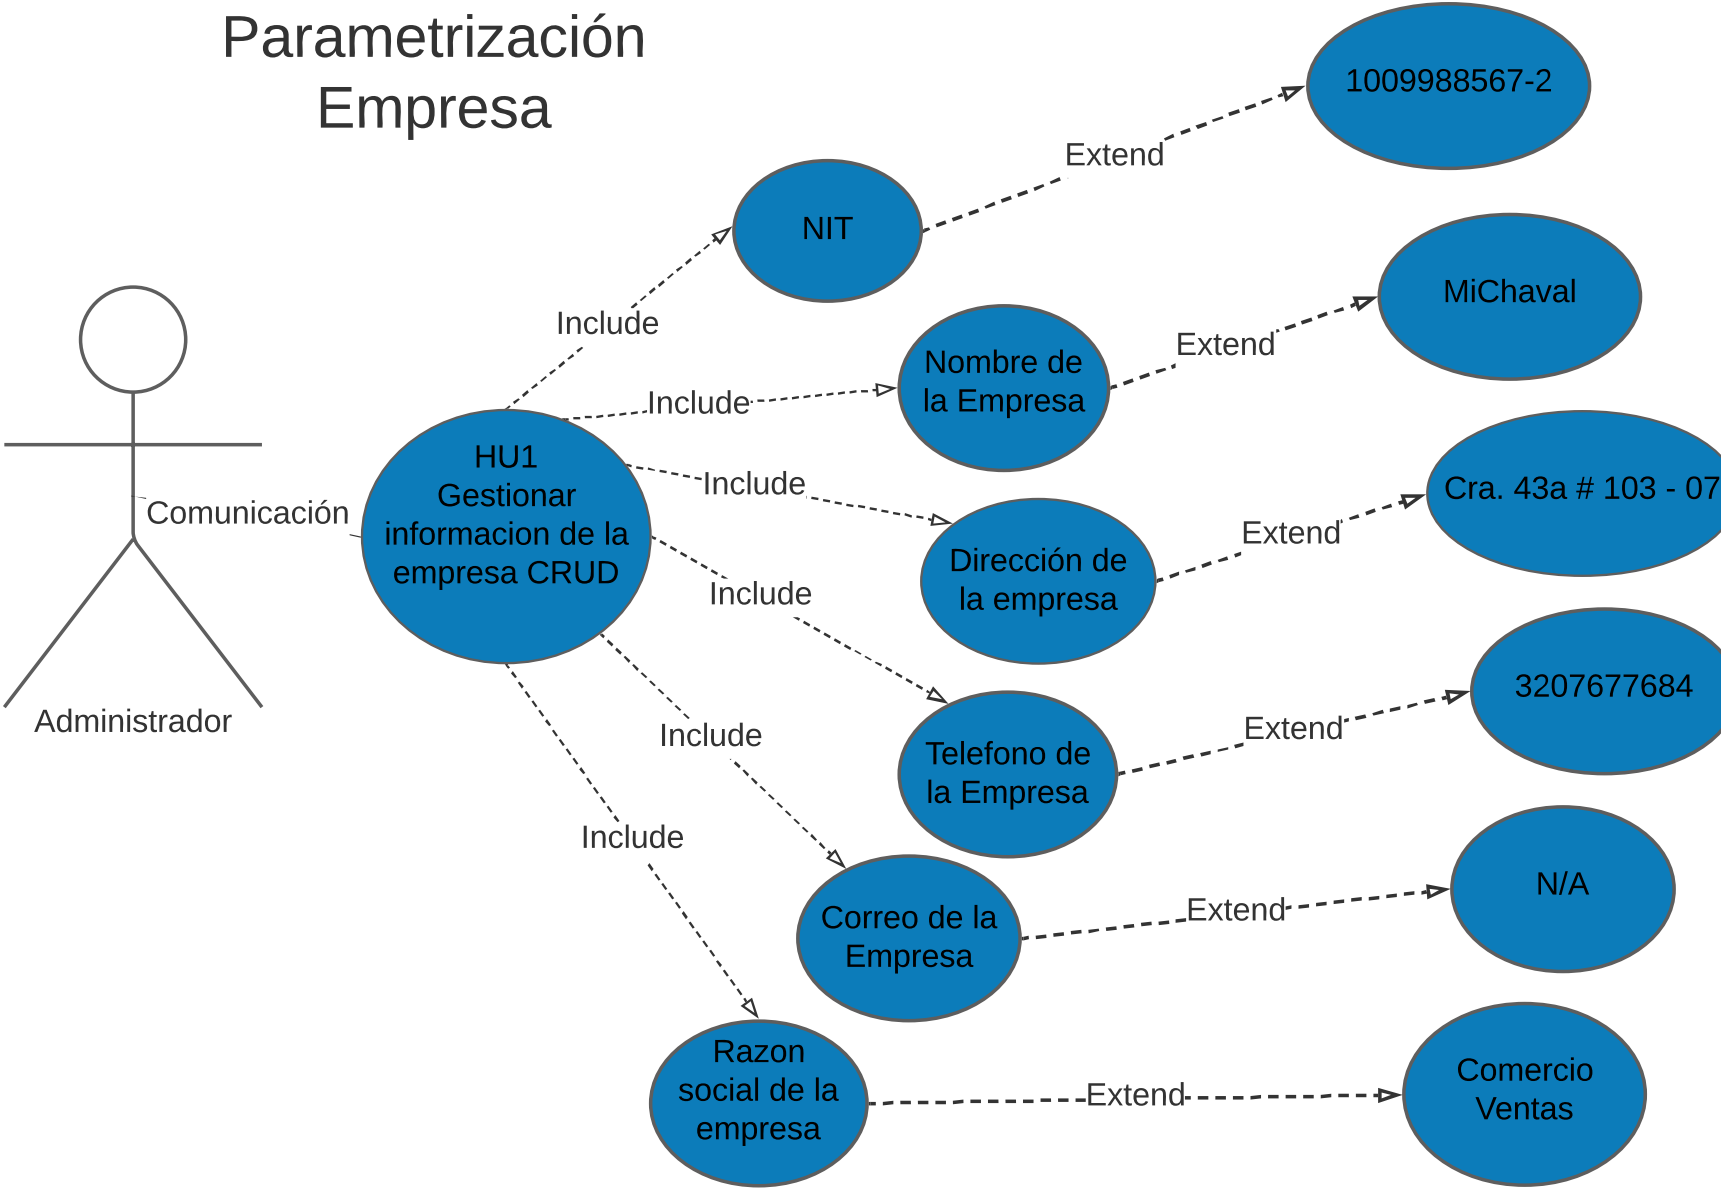 Parametrización
Empresa
1009988567-2
Extend
NIT
Include
MiChaval
Extend
Nombre de
la Empresa
Include
HU1
Gestionar
informacion de la
empresa CRUD
Comunicación
Administrador
Include
Cra. 43a # 103 - 07
Extend
Dirección de
la empresa
Include
3207677684
Extend
Telefono de
la Empresa
Include
N/A
Extend
Correo de la
Empresa
Include
Razon
social de la
empresa
Extend
Comercio
Ventas